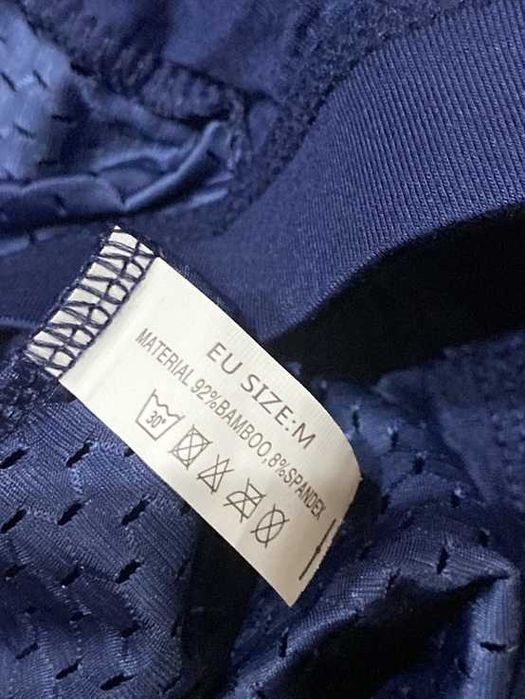 EU SIZE:M
MATERIAL 92%BAMBOO,8%SPANDEX
30°